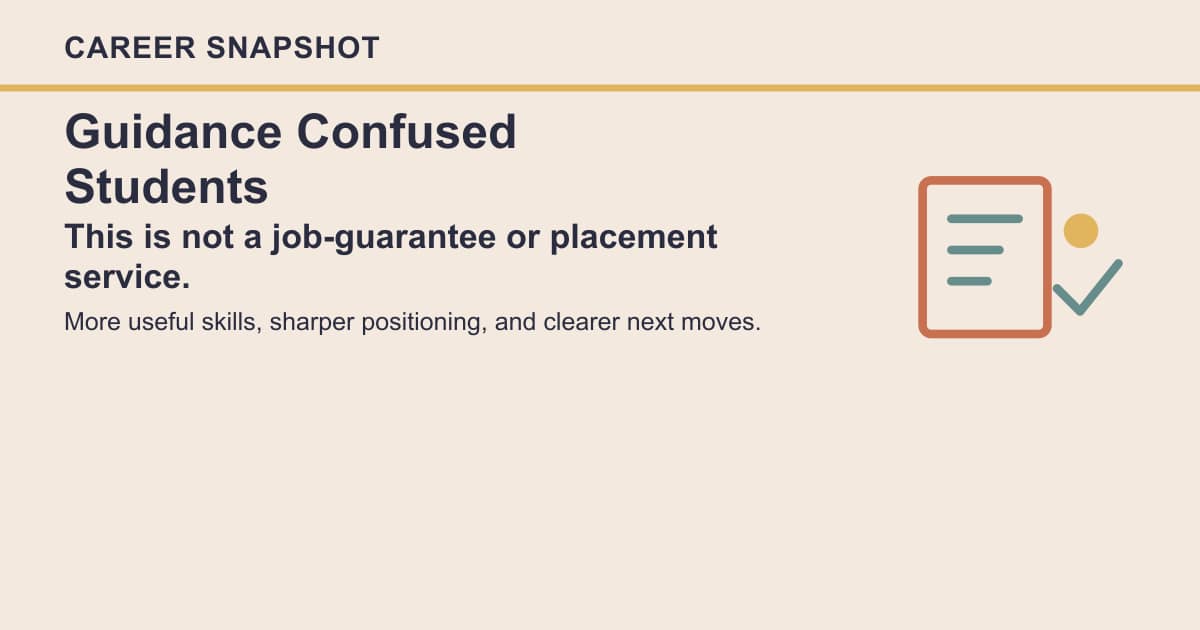 CAREER SNAPSHOT
Guidance Confused
Students
This is not a job-guarantee or placement
service.
More useful skills, sharper positioning, and clearer next moves.